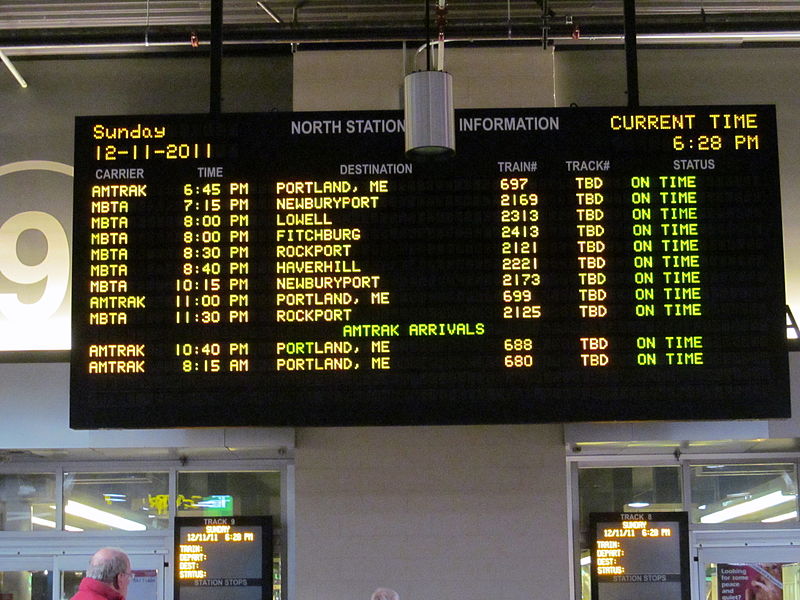 Sunday NORTH STATION INFORMATION CURRENT TIME
12-11-2011 6:28 PM
CARRIER TIME DESTINATION TRAIN# TRACK# STATUS
AMTRAK 6:45 PM PORTLAND, ME 697 TBD ON TIME
MBTA 7:15 PM NEWBURYPORT 2169 TBD ON TIME
MBTA 8:00 PM LOWELL 2313 TBD ON TIME
MBTA 8:00 PM FITCHBURG 2413 TBD ON TIME
MBTA 8:30 PM ROCKPORT 2121 TBD ON TIME
MBTA 8:40 PM HAVERHILL 2221 TBD ON TIME
MBTA 10:15 PM NEWBURYPORT 2173 TBD ON TIME
AMTRAK 11:00 PM PORTLAND, ME 699 TBD ON TIME
MBTA 11:30 PM ROCKPORT 2125 TBD ON TIME
AMTRAK ARRIVALS
AMTRAK 10:40 PM PORTLAND, ME 688 TBD ON TIME
AMTRAK 8:15 AM PORTLAND, ME 680 TBD ON TIME
9
TRACK 9
SUNDAY
12/11/11 6:28 PM
TRAIN:
DEPART:
DEST:
STATUS:
STATION STOPS
TRACK 8
SUNDAY
12/11/11 6:28 PM
TRAIN:
DEPART:
DEST:
STATUS:
STATION STOPS
Looking
for some
peace
and
quiet?